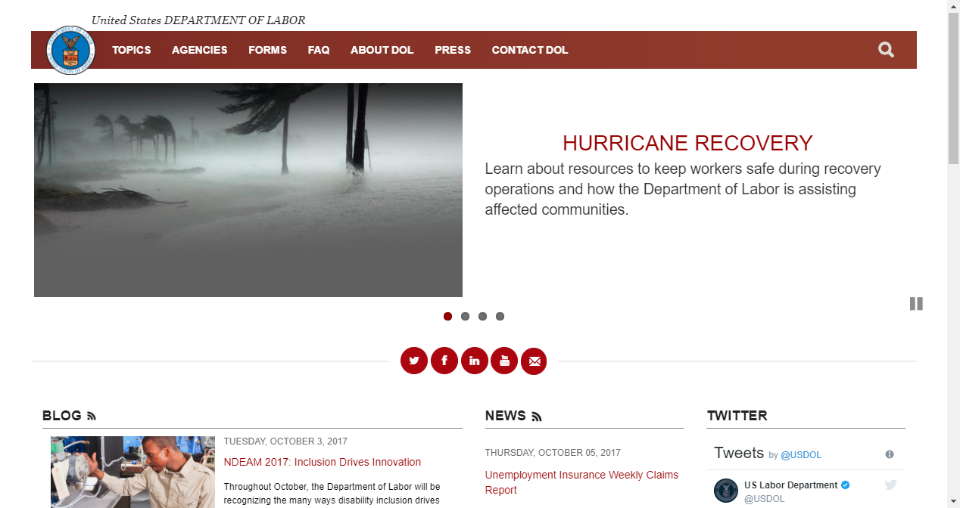 United States DEPARTMENT OF LABOR
TOPICS AGENCIES FORMS FAQ ABOUT DOL PRESS CONTACT DOL
HURRICANE RECOVERY
Learn about resources to keep workers safe during recovery
operations and how the Department of Labor is assisting
affected communities.
BLOG
TUESDAY, OCTOBER 3, 2017
NDEAM 2017: Inclusion Drives Innovation
Throughout October, the Department of Labor will be
recognizing the many ways disability inclusion drives
NEWS
THURSDAY, OCTOBER 05, 2017
Unemployment Insurance Weekly Claims
Report
TWITTER
Tweets by @USDOL
US Labor Department
@USDOL